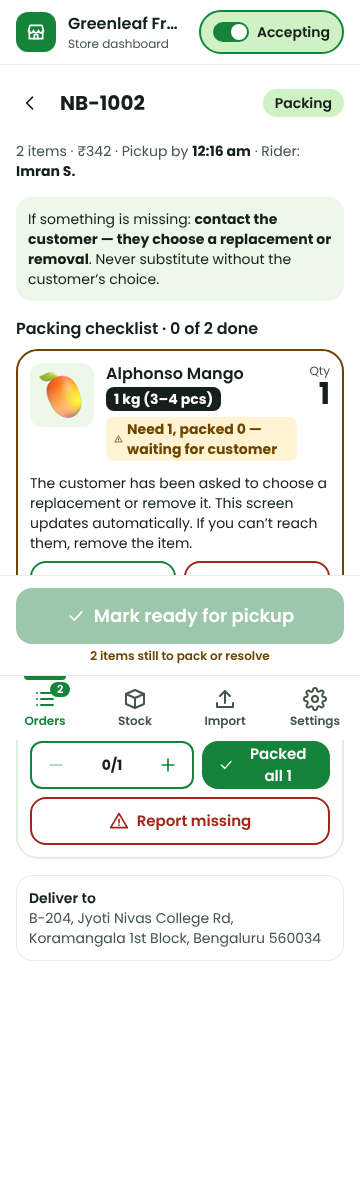 Greenleaf Fr...
Store dashboard
Accepting
NB-1002
Packing
2 items · ₹342 · Pickup by 12:16 am · Rider:
Imran S.
If something is missing: contact the
customer — they choose a replacement or
removal. Never substitute without the
customer’s choice.
Packing checklist · 0 of 2 done
Alphonso Mango
Qty
1 kg (3–4 pcs)
1
Need 1, packed 0 —
waiting for customer
The customer has been asked to choose a
replacement or remove it. This screen
updates automatically. If you can’t reach
them, remove the item.
Mark ready for pickup
2 items still to pack or resolve
2
Orders
Stock
Import
Settings
0/1
Packed
all 1
Report missing
Deliver to
B-204, Jyoti Nivas College Rd,
Koramangala 1st Block, Bengaluru 560034